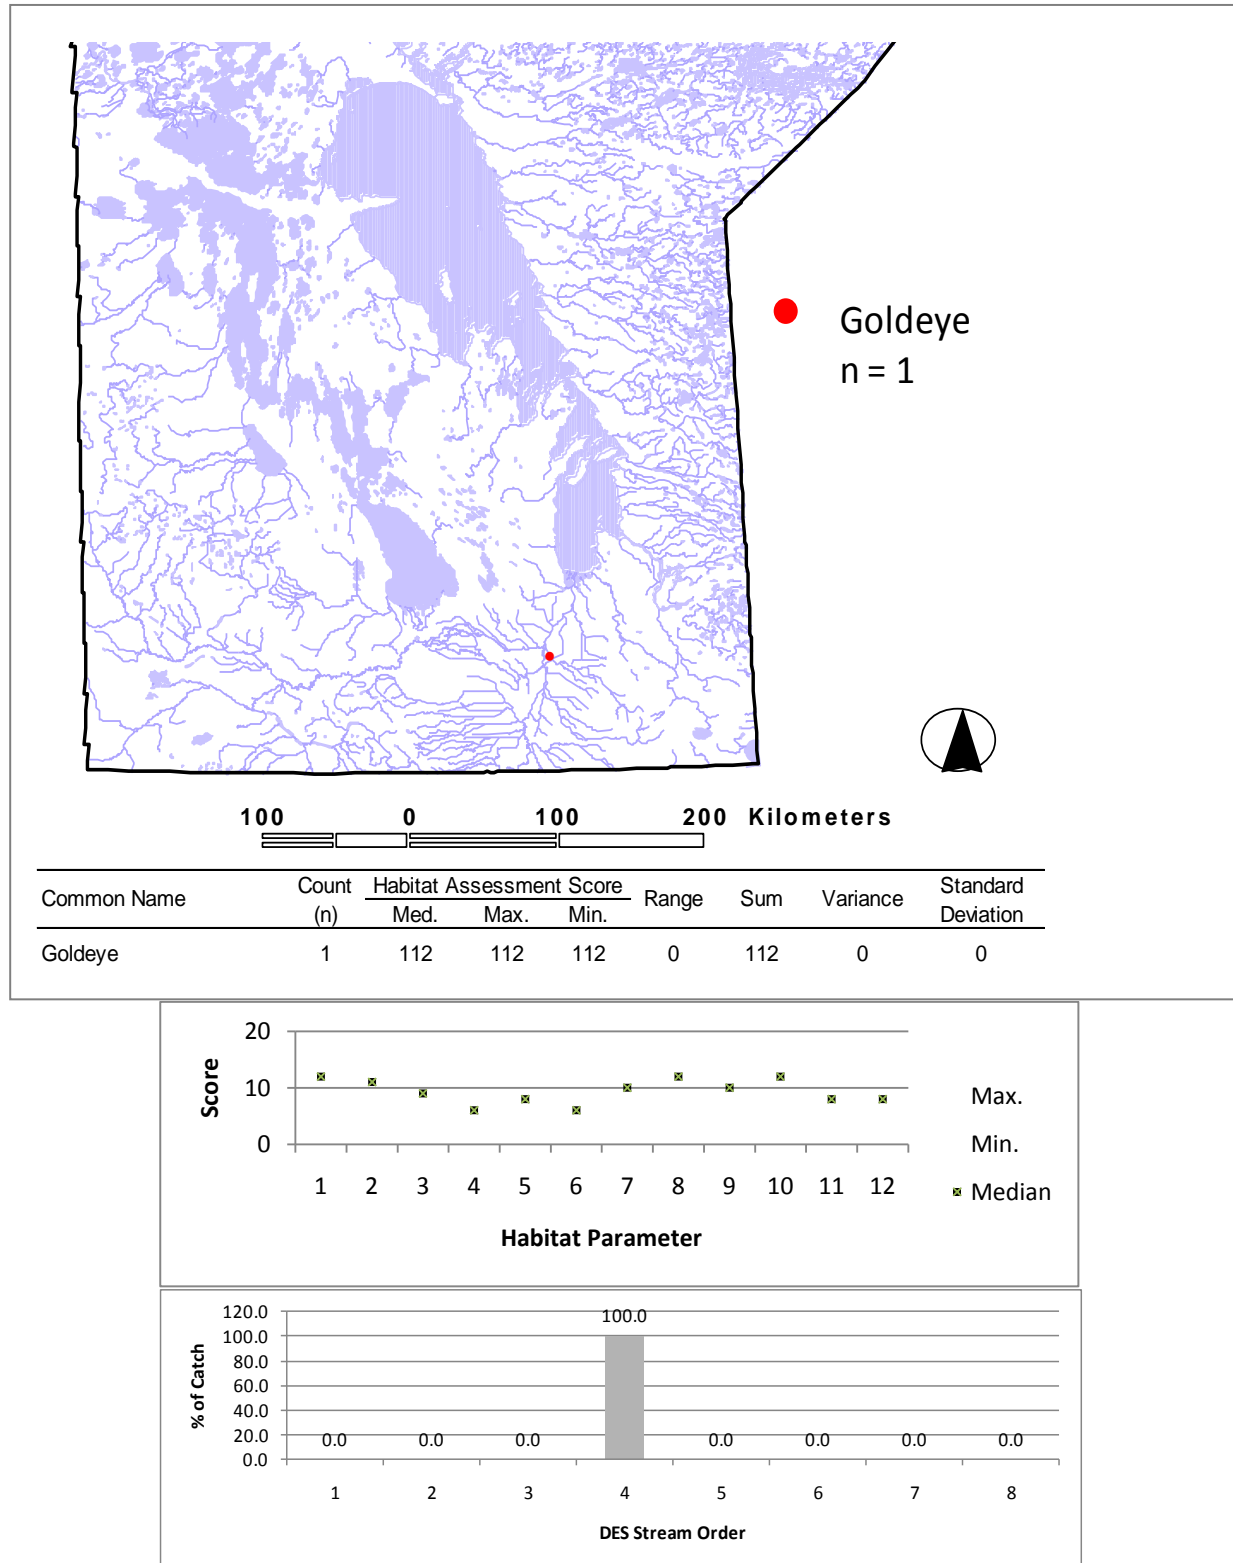 Goldeye
n = 1
100 0 100 200 Kilometers
Common Name Count (n) Habitat Assessment Score Range Sum Variance Standard Deviation
Med. Max. Min.
Goldeye 1 112 112 112 0 112 0 0
20
10
0
Score
1 2 3 4 5 6 7 8 9 10 11 12
Habitat Parameter
Max.
Min.
Median
120.0
100.0
80.0
60.0
40.0
20.0
0.0
% of Catch
0.0 0.0 0.0 100.0 0.0 0.0 0.0 0.0
1 2 3 4 5 6 7 8
DES Stream Order